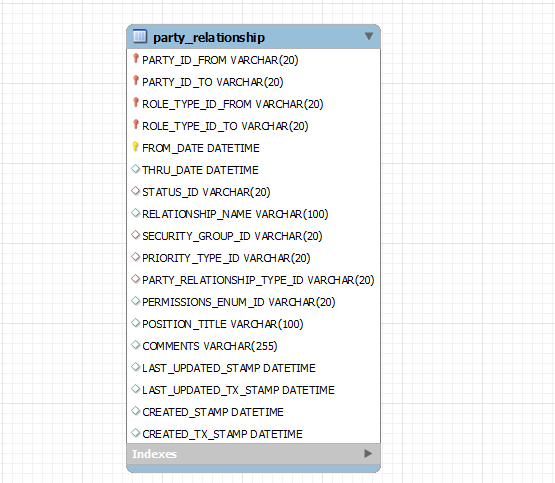 party_relationship
PARTY_ID_FROM VARCHAR(20)
PARTY_ID_TO VARCHAR(20)
ROLE_TYPE_ID_FROM VARCHAR(20)
ROLE_TYPE_ID_TO VARCHAR(20)
FROM_DATE DATETIME
THRU_DATE DATETIME
STATUS_ID VARCHAR(20)
RELATIONSHIP_NAME VARCHAR(100)
SECURITY_GROUP_ID VARCHAR(20)
PRIORITY_TYPE_ID VARCHAR(20)
PARTY_RELATIONSHIP_TYPE_ID VARCHAR(20)
PERMISSIONS_ENUM_ID VARCHAR(20)
POSITION_TITLE VARCHAR(100)
COMMENTS VARCHAR(255)
LAST_UPDATED_STAMP DATETIME
LAST_UPDATED_TX_STAMP DATETIME
CREATED_STAMP DATETIME
CREATED_TX_STAMP DATETIME
Indexes